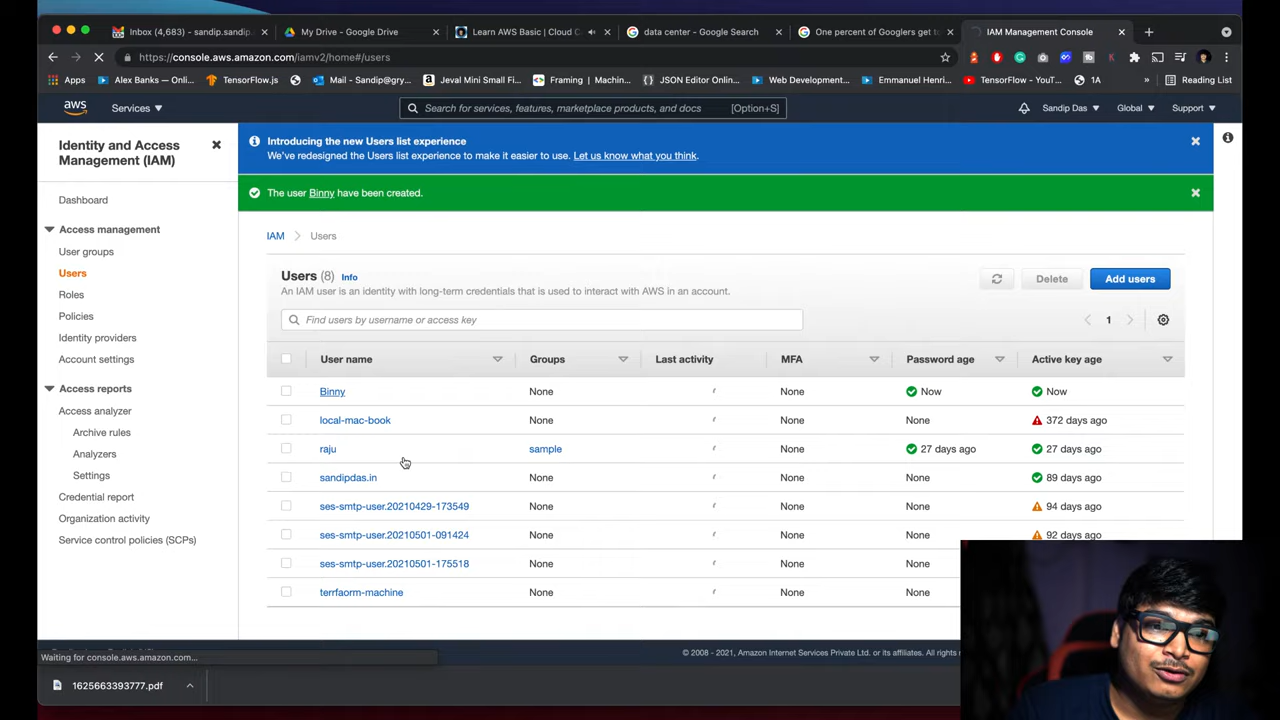 Inbox (4,683) - sandip.sandip.
My Drive - Google Drive
Learn AWS Basic | Cloud C
data center - Google Search
One percent of Googlers get to
IAM Management Console
https://console.aws.amazon.com/iamv2/home#/users
Apps
Alex Banks — Onli...
TensorFlow.js
Mail - Sandip@gry...
Jeval Mini Small Fi...
Framing | Machin...
JSON Editor Onlin...
Web Development...
Emmanuel Henri,...
TensorFlow - YouT...
1A
»
Reading List
aws
Services
Search for services, features, marketplace products, and docs
[Option+S]
Sandip Das
Global
Support
Identity and Access Management (IAM)
Dashboard
Access management
User groups
Users
Roles
Policies
Identity providers
Account settings
Access reports
Access analyzer
Archive rules
Analyzers
Settings
Credential report
Organization activity
Service control policies (SCPs)
Introducing the new Users list experience
We've redesigned the Users list experience to make it easier to use. Let us know what you think.
The user Binny have been created.
IAM > Users
Users (8) Info
An IAM user is an identity with long-term credentials that is used to interact with AWS in an account.
Delete
Add users
Find users by username or access key
1
User name Groups Last activity MFA Password age Active key age
Binny None None Now Now
local-mac-book None None None 372 days ago
raju sample None 27 days ago 27 days ago
sandipdas.in None None None 89 days ago
ses-smtp-user.20210429-173549 None None None 94 days ago
ses-smtp-user.20210501-091424 None None None 92 days ago
ses-smtp-user.20210501-175518 None None None
terrfaorm-machine None None None
© 2008 - 2021, Amazon Internet Services Private Ltd. or its affiliates. All rights
Waiting for console.aws.amazon.com...
1625663393777.pdf